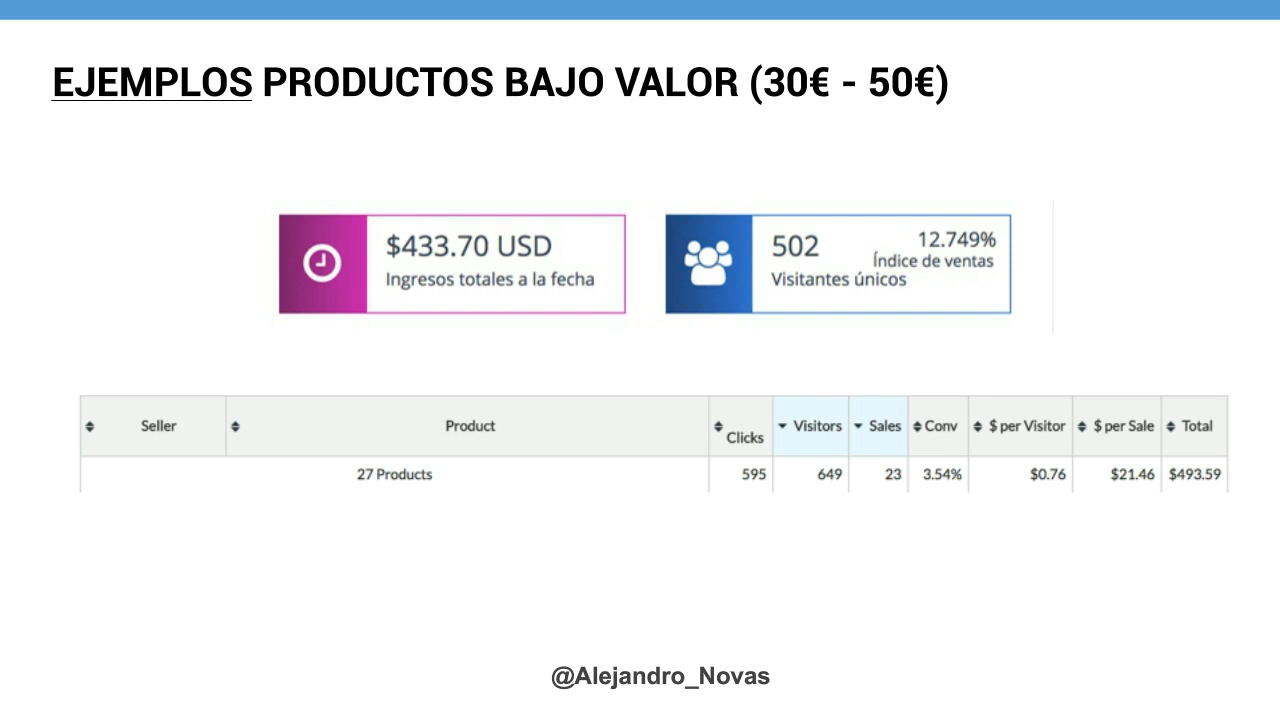 EJEMPLOS PRODUCTOS BAJO VALOR (30€ - 50€)
$433.70 USD
Ingresos totales a la fecha
502
12.749%
Índice de ventas
Visitantes únicos
Seller Product Clicks Visitors Sales Conv $ per Visitor $ per Sale Total
27 Products 595 649 23 3.54% $0.76 $21.46 $493.59
@Alejandro_Novas